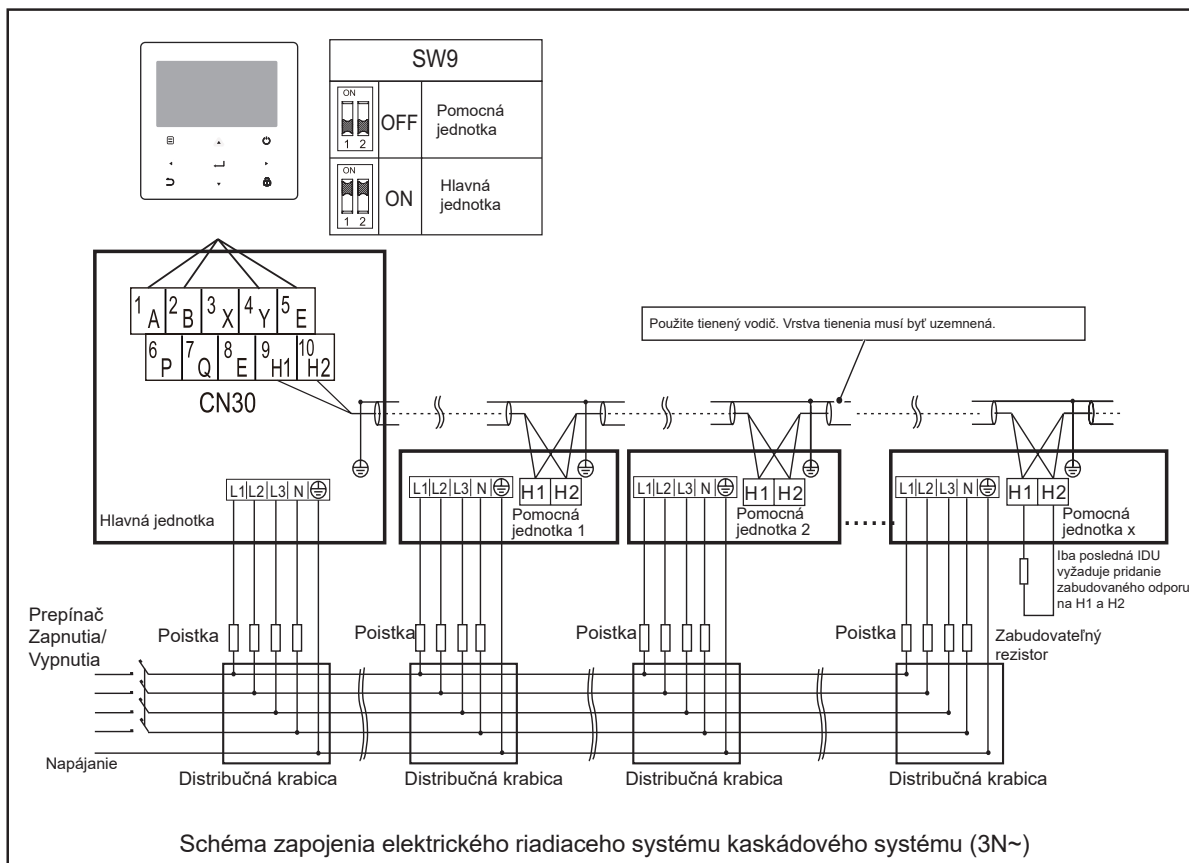 SW9
ON
1 2
OFF
Pomocná
jednotka
ON
1 2
ON
Hlavná
jednotka
1 A 2 B 3 X 4 Y 5 E
6 P 7 Q 8 E 9 H1 10 H2
CN30
Použite tienený vodič. Vrstva tienenia musí byť uzemnená.
L1 L2 L3 N
Hlavná jednotka
L1 L2 L3 N
H1 H2
Pomocná
jednotka 1
L1 L2 L3 N
H1 H2
Pomocná
jednotka 2
L1 L2 L3 N
H1 H2
Pomocná
jednotka x
Iba posledná IDU
vyžaduje pridanie
zabudovaného odporu
na H1 a H2
Prepínač
Zapnutia/
Vypnutia
Poistka
Poistka
Poistka
Poistka
Zabudovateľný
rezistor
Napájanie
Distribučná krabica
Distribučná krabica
Distribučná krabica
Distribučná krabica
Schéma zapojenia elektrického riadiaceho systému kaskádového systému (3N~)